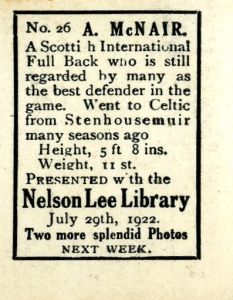 No. 26 A. McNAIR.
A Scotti h International
Full Back who is still
regarded by many as
the best defender in the
game. Went to Celtic
from Stenhousemuir
many seasons ago
Height, 5 ft 8 ins.
Weight, 11 st.
PRESENTED with the
Nelson Lee Library
July 29th, 1922.
Two more splendid Photos
NEXT WEEK.